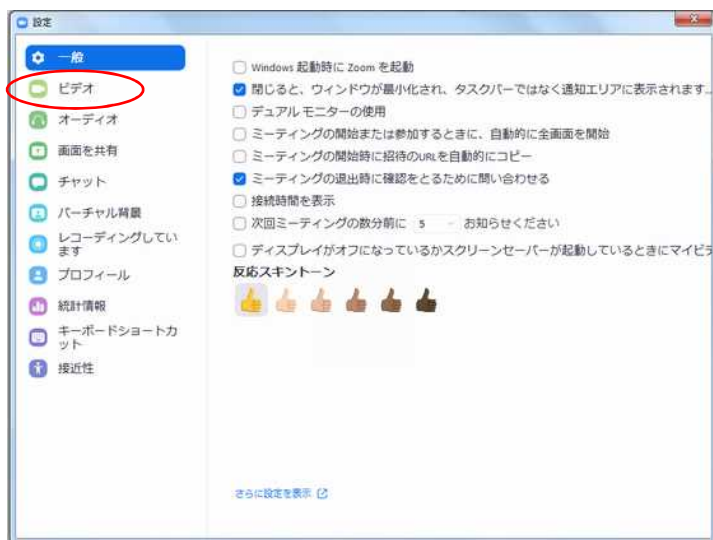 設定
一般
ビデオ
オーディオ
画面を共有
チャット
バーチャル背景
レコーディングしてい
ます
プロフィール
統計情報
キーボードショートカ
ット
接近性
Windows 起動時に Zoom を起動
閉じると、ウィンドウが最小化され、タスクバーではなく通知エリアに表示されます...
デュアル モニターの使用
ミーティングの開始または参加するときに、自動的に全画面を開始
ミーティングの開始時に招待のURLを自動的にコピー
ミーティングの退出時に確認をとるために問い合わせる
接続時間を表示
次回ミーティングの数分前に 5 お知らせください
ディスプレイがオフになっているかスクリーンセーバーが起動しているときにマイビデ
反応スキントーン
さらに設定を表示